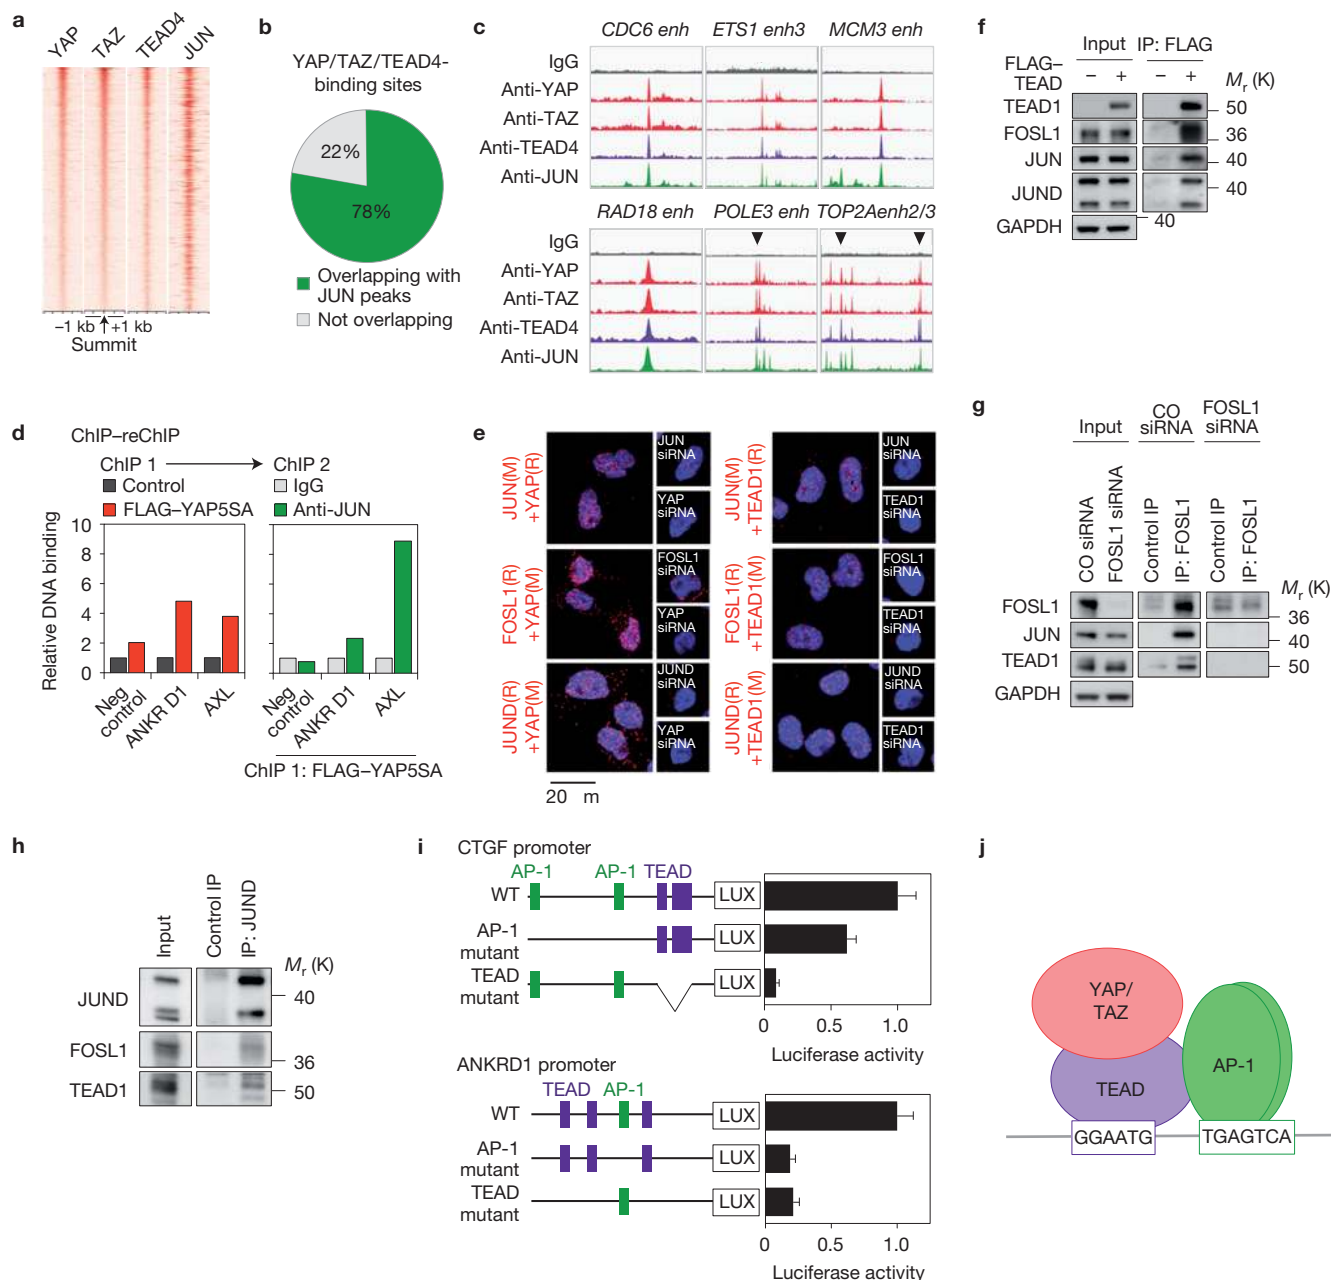 a
YAP
TAZ
TEAD4
JUN
−1 kb
+1 kb
Summit
b
YAP/TAZ/TEAD4-
binding sites
22%
78%
Overlapping with
JUN peaks
Not overlapping
c
CDC6 enh
ETS1 enh3
MCM3 enh
IgG
Anti-YAP
Anti-TAZ
Anti-TEAD4
Anti-JUN
RAD18 enh
POLE3 enh
TOP2Aenh2/3
IgG
Anti-YAP
Anti-TAZ
Anti-TEAD4
Anti-JUN
d
ChIP–reChIP
ChIP 1
ChIP 2
Control
IgG
FLAG–YAP5SA
Anti-JUN
Relative DNA binding
10
8
6
4
2
0
Neg
control
ANKR D1
AXL
Neg
control
ANKR D1
AXL
ChIP 1: FLAG–YAP5SA
e
JUN(M)
+YAP(R)
JUN
siRNA
YAP
siRNA
JUN(M)
+TEAD1(R)
JUN
siRNA
TEAD1
siRNA
FOSL1(R)
+YAP(M)
FOSL1
siRNA
YAP
siRNA
FOSL1(R)
+TEAD1(M)
FOSL1
siRNA
TEAD1
siRNA
JUND(R)
+YAP(M)
JUND
siRNA
YAP
siRNA
JUND(R)
+TEAD1(M)
JUND
siRNA
TEAD1
siRNA
20 m
f
Input
IP: FLAG
FLAG–
TEAD
− + − +
Mr (K)
TEAD1
50
FOSL1
36
JUN
40
JUND
40
GAPDH
40
g
Input
CO
siRNA
FOSL1
siRNA
CO siRNA
FOSL1 siRNA
Control IP
IP: FOSL1
Control IP
IP: FOSL1
Mr (K)
FOSL1
36
JUN
40
TEAD1
50
GAPDH
h
Input
Control IP
IP: JUND
Mr (K)
JUND
40
FOSL1
36
TEAD1
50
i
CTGF promoter
AP-1
AP-1
TEAD
WT
LUX
AP-1
mutant
LUX
TEAD
mutant
LUX
0 0.5 1.0
Luciferase activity
ANKRD1 promoter
TEAD
AP-1
WT
LUX
AP-1
mutant
LUX
TEAD
mutant
LUX
0 0.5 1.0
Luciferase activity
j
YAP/
TAZ
TEAD
AP-1
GGAATG
TGAGTCA